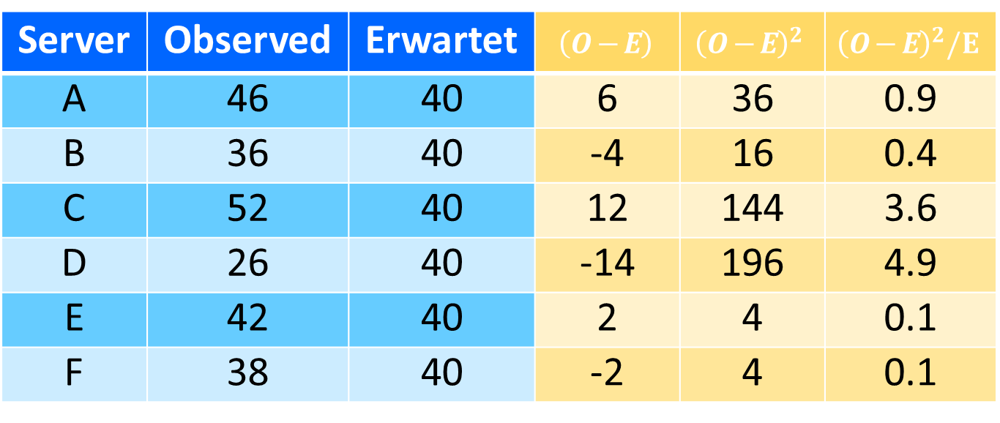 Server Observed Erwartet (O − E) (O − E)² (O − E)²/E
A 46 40 6 36 0.9
B 36 40 -4 16 0.4
C 52 40 12 144 3.6
D 26 40 -14 196 4.9
E 42 40 2 4 0.1
F 38 40 -2 4 0.1